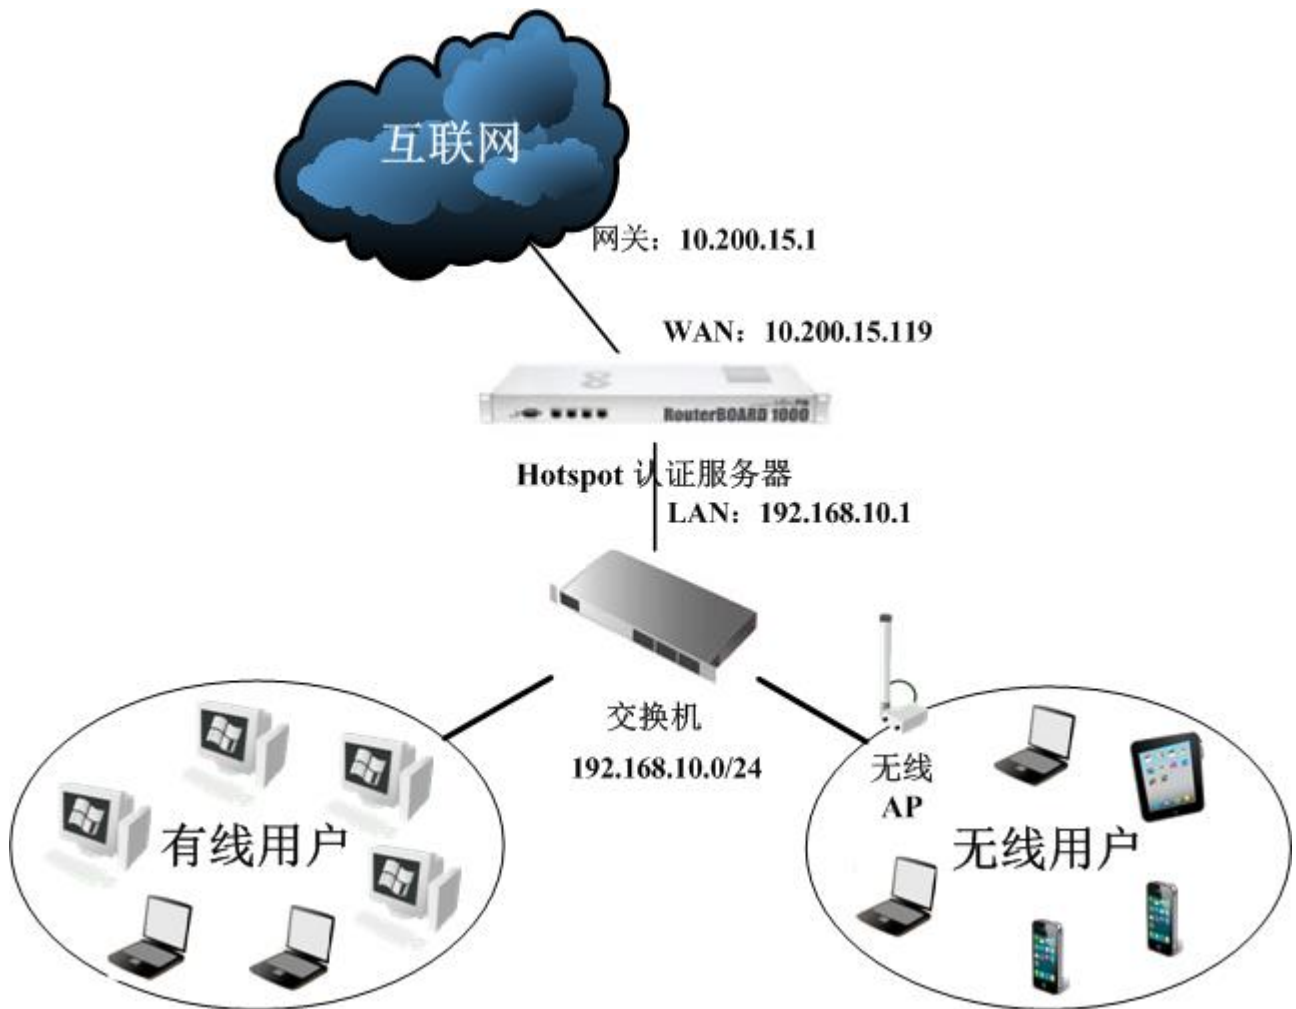 互联网
网关：10.200.15.1
WAN：10.200.15.119
RouterBOARD 1000
Hotspot 认证服务器
LAN：192.168.10.1
交换机
192.168.10.0/24
无线
AP
有线用户
无线用户